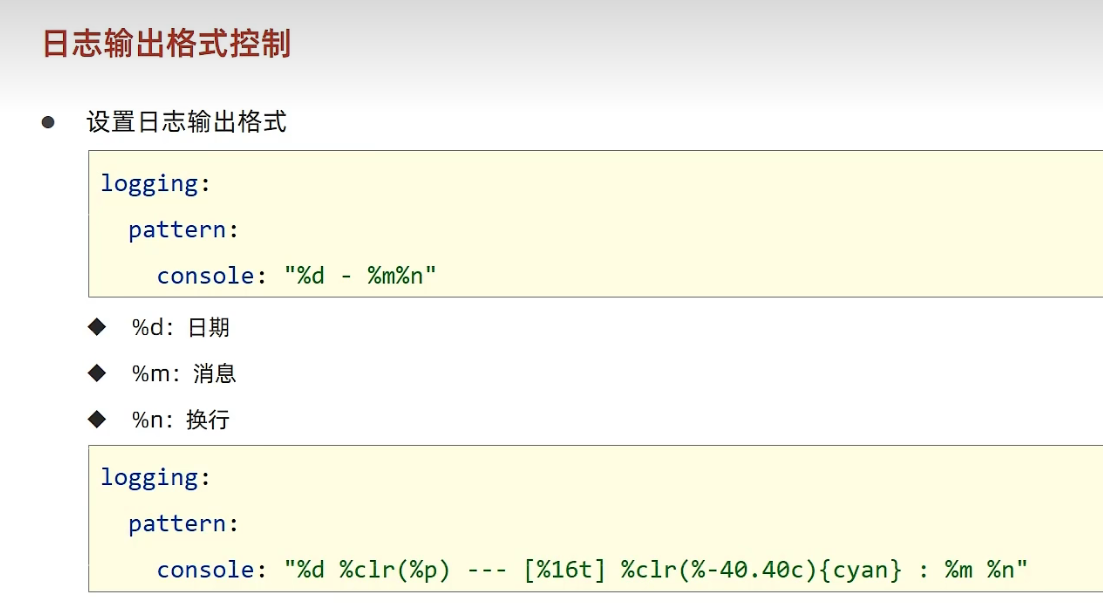 日志输出格式控制
● 设置日志输出格式
logging:
  pattern:
    console: "%d - %m%n"
◆ %d：日期
◆ %m：消息
◆ %n：换行
logging:
  pattern:
    console: "%d %clr(%p) --- [%16t] %clr(%-40.40c){cyan} : %m %n"